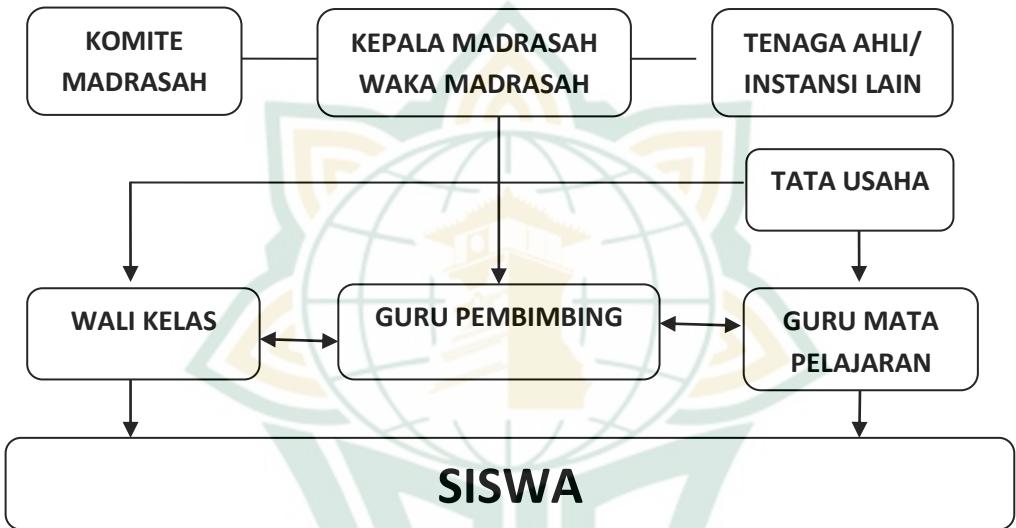 KOMITE
MADRASAH
KEPALA MADRASAH
WAKA MADRASAH
TENAGA AHLI/
INSTANSI LAIN
TATA USAHA
WALI KELAS
GURU PEMBIMBING
GURU MATA
PELAJARAN
SISWA